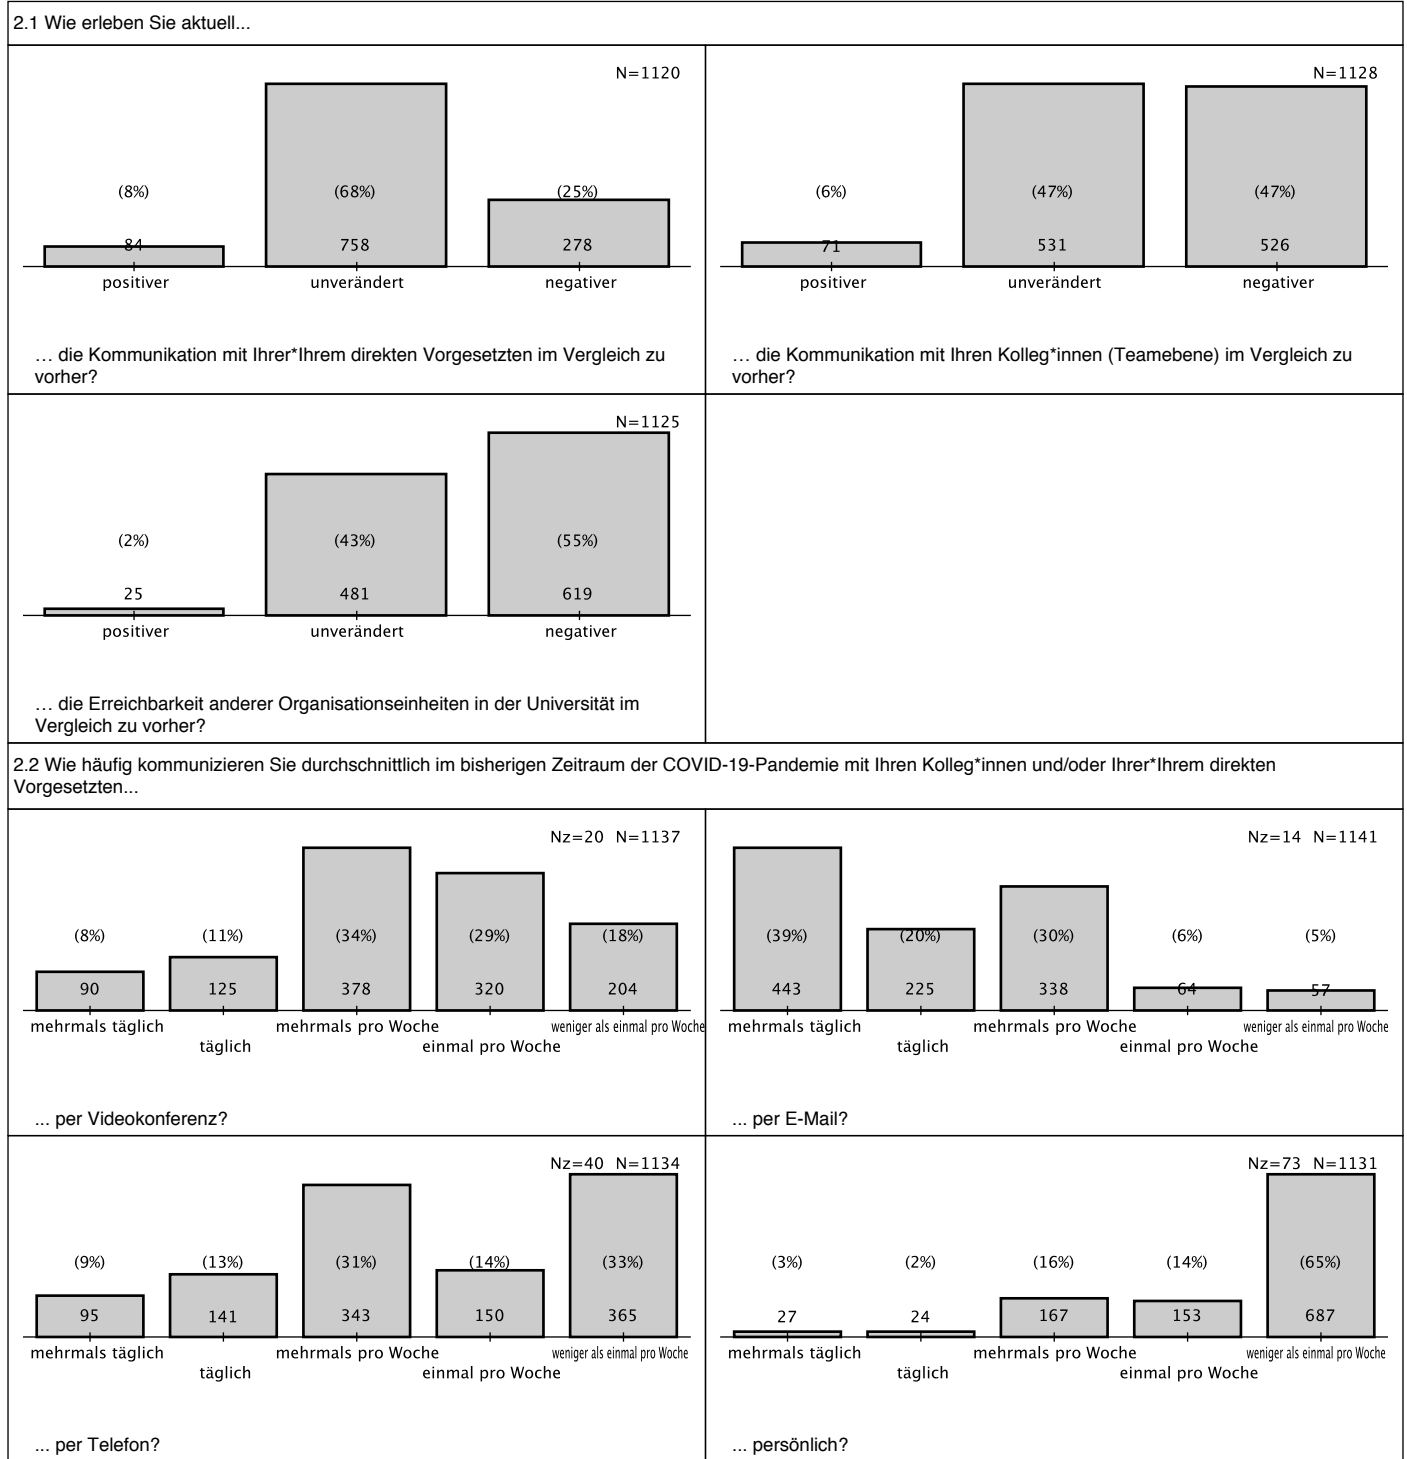 2.1 Wie erleben Sie aktuell...
N=1120
(8%) (68%) (25%)
84 758 278
positiver unverändert negativer
… die Kommunikation mit Ihrer*Ihrem direkten Vorgesetzten im Vergleich zu
vorher?
N=1128
(6%) (47%) (47%)
71 531 526
positiver unverändert negativer
… die Kommunikation mit Ihren Kolleg*innen (Teamebene) im Vergleich zu
vorher?
N=1125
(2%) (43%) (55%)
25 481 619
positiver unverändert negativer
… die Erreichbarkeit anderer Organisationseinheiten in der Universität im
Vergleich zu vorher?
2.2 Wie häufig kommunizieren Sie durchschnittlich im bisherigen Zeitraum der COVID-19-Pandemie mit Ihren Kolleg*innen und/oder Ihrer*Ihrem direkten
Vorgesetzten...
Nz=20 N=1137
(8%) (11%) (34%) (29%) (18%)
90 125 378 320 204
mehrmals täglich mehrmals pro Woche weniger als einmal pro Woche
täglich einmal pro Woche
... per Videokonferenz?
Nz=14 N=1141
(39%) (20%) (30%) (6%) (5%)
443 225 338 64 57
mehrmals täglich mehrmals pro Woche weniger als einmal pro Woche
täglich einmal pro Woche
... per E-Mail?
Nz=40 N=1134
(9%) (13%) (31%) (14%) (33%)
95 141 343 150 365
mehrmals täglich mehrmals pro Woche weniger als einmal pro Woche
täglich einmal pro Woche
... per Telefon?
Nz=73 N=1131
(3%) (2%) (16%) (14%) (65%)
27 24 167 153 687
mehrmals täglich mehrmals pro Woche weniger als einmal pro Woche
täglich einmal pro Woche
... persönlich?